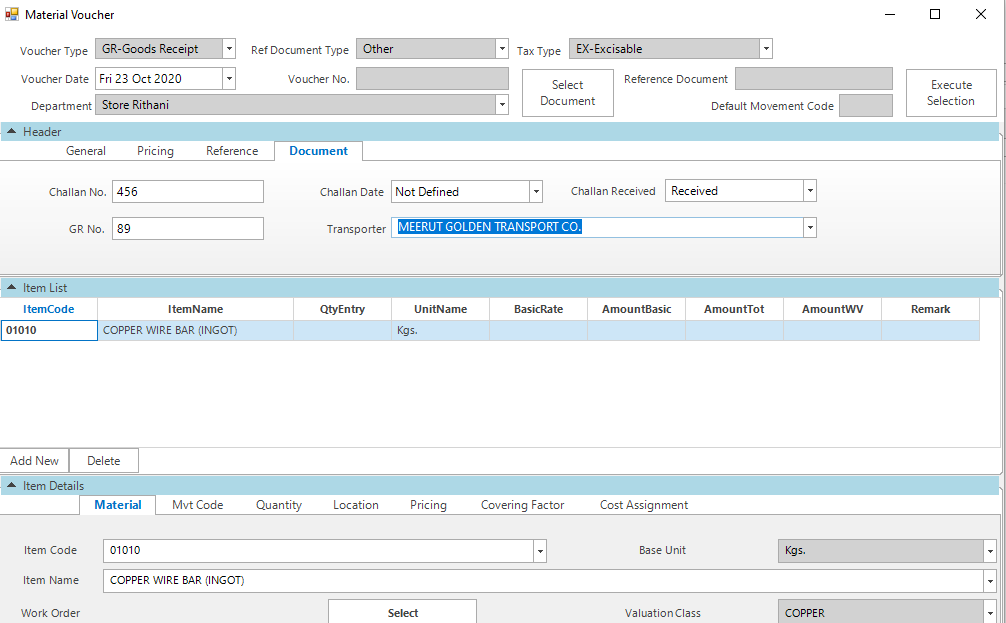 Material Voucher
Voucher Type GR-Goods Receipt Ref Document Type Other Tax Type EX-Excisable
Voucher Date Fri 23 Oct 2020 Voucher No. Select Document Reference Document Execute Selection
Department Store Rithani Default Movement Code
Header
General Pricing Reference Document
Challan No. 456 Challan Date Not Defined Challan Received Received
GR No. 89 Transporter MEERUT GOLDEN TRANSPORT CO.
Item List
ItemCode ItemName QtyEntry UnitName BasicRate AmountBasic AmountTot AmountWV Remark
01010 COPPER WIRE BAR (INGOT) Kgs.
Add New Delete
Item Details
Material Mvt Code Quantity Location Pricing Covering Factor Cost Assignment
Item Code 01010 Base Unit Kgs.
Item Name COPPER WIRE BAR (INGOT)
Work Order Select Valuation Class COPPER